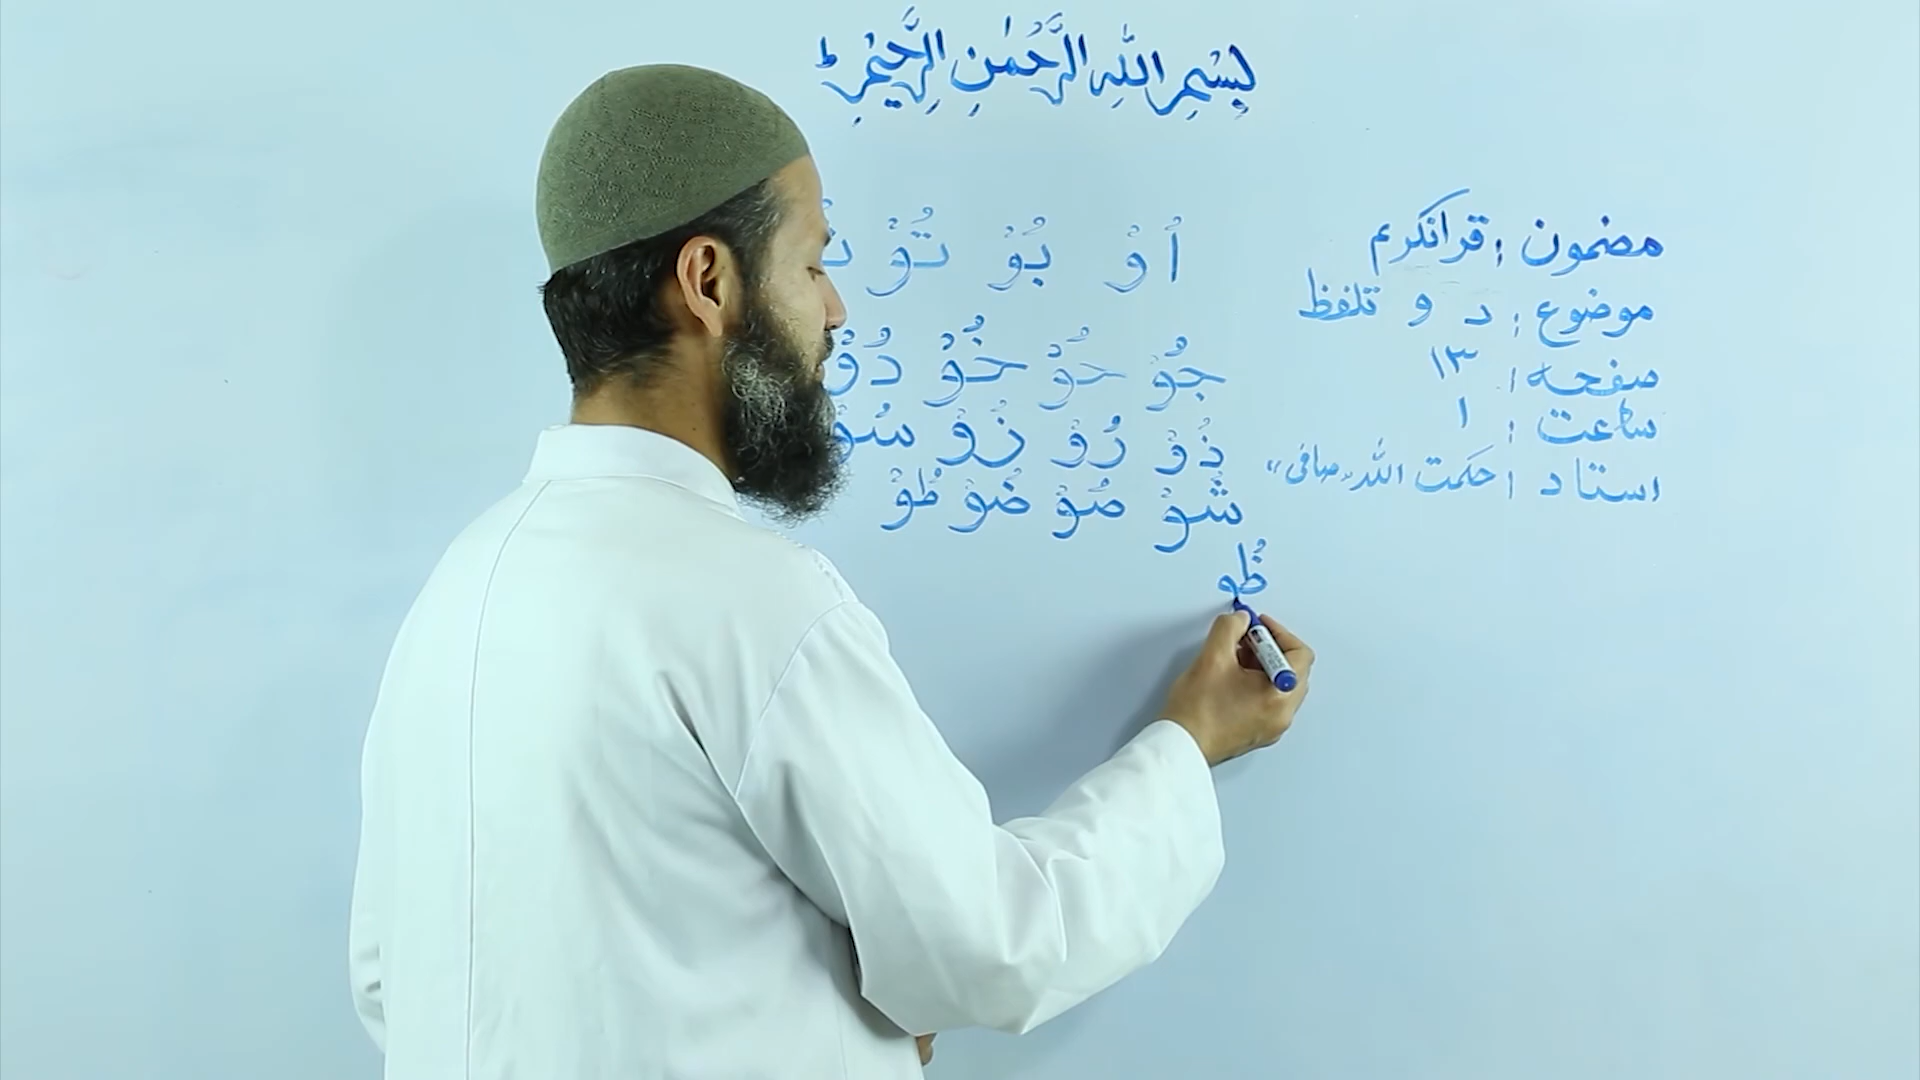 بِسْمِ اللّٰهِ الرَّحْمٰنِ الرَّحِيْمِ ط
مضمون : قرانکریم
موضوع : د و تلفظ
صفحه : ۱۳
ساعت : ۱
استاد : حکمت الله "صافی"
اُوْ بُوْ تُوْ
جُوْ حُوْ خُوْ دُوْ
ذُوْ رُوْ زُوْ سُوْ
شُوْ صُوْ ضُوْ طُوْ
ظُو